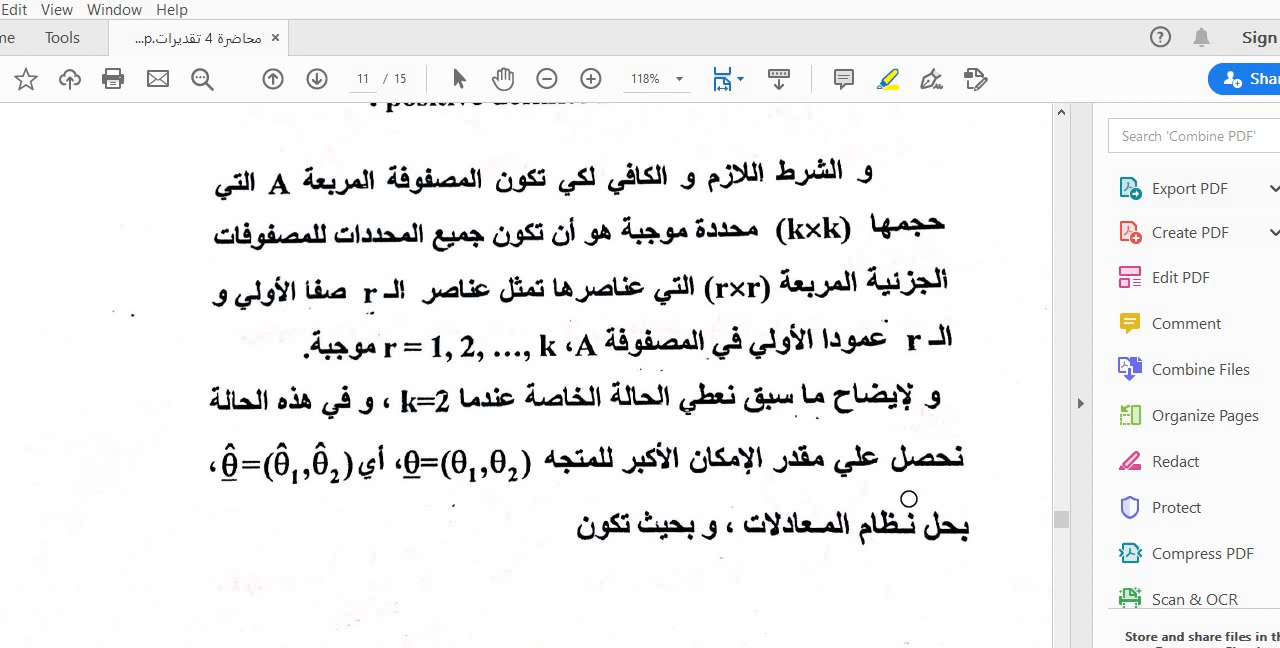 Edit View Window Help
me Tools محاضرة 4 تقديرات.p... ×
? Sign
11 / 15 118% Shar
positive
و الشرط اللازم و الكافي لكي تكون المصفوفة المربعة A التي
حجمها (k×k) محددة موجبة هو أن تكون جميع المحددات للمصفوفات
الجزئية المربعة (r×r) التي عناصرها تمثل عناصر الـ r صفا الأولي و
الـ r عمودا الأولي في المصفوفة A، r = 1, 2, ..., k موجبة.
و لإيضاح ما سبق نعطي الحالة الخاصة عندما k=2 ، و في هذه الحالة
نحصل علي مقدر الإمكان الأكبر للمتجه θ=(θ₁,θ₂)، أي θ̂=(θ̂₁,θ̂₂)،
بحل نظام المعادلات ، و بحيث تكون
Search 'Combine PDF'
Export PDF
Create PDF
Edit PDF
Comment
Combine Files
Organize Pages
Redact
Protect
Compress PDF
Scan & OCR
Store and share files in th